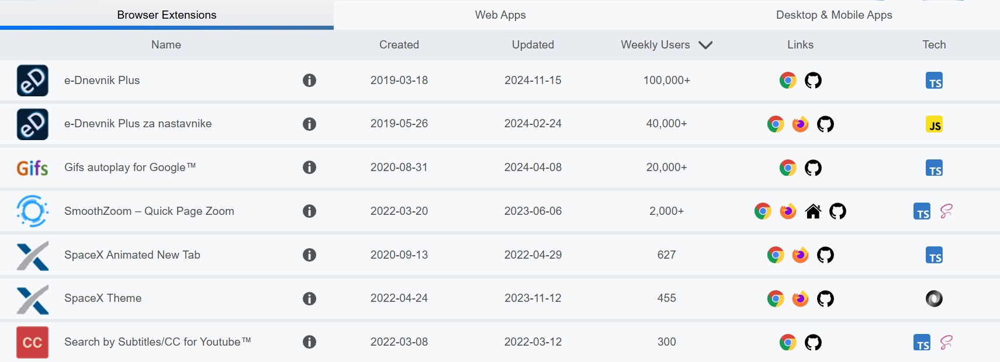 Browser Extensions Web Apps Desktop & Mobile Apps
Name Created Updated Weekly Users Links Tech
eD e-Dnevnik Plus i 2019-03-18 2024-11-15 100,000+ TS
eD e-Dnevnik Plus za nastavnike i 2019-05-26 2024-02-24 40,000+ JS
Gifs Gifs autoplay for Google™ i 2020-08-31 2024-04-08 20,000+ TS
SmoothZoom – Quick Page Zoom i 2022-03-20 2023-06-06 2,000+ TS
X SpaceX Animated New Tab i 2020-09-13 2022-04-29 627 TS
X SpaceX Theme i 2022-04-24 2023-11-12 455
CC Search by Subtitles/CC for Youtube™ i 2022-03-08 2022-03-12 300 TS